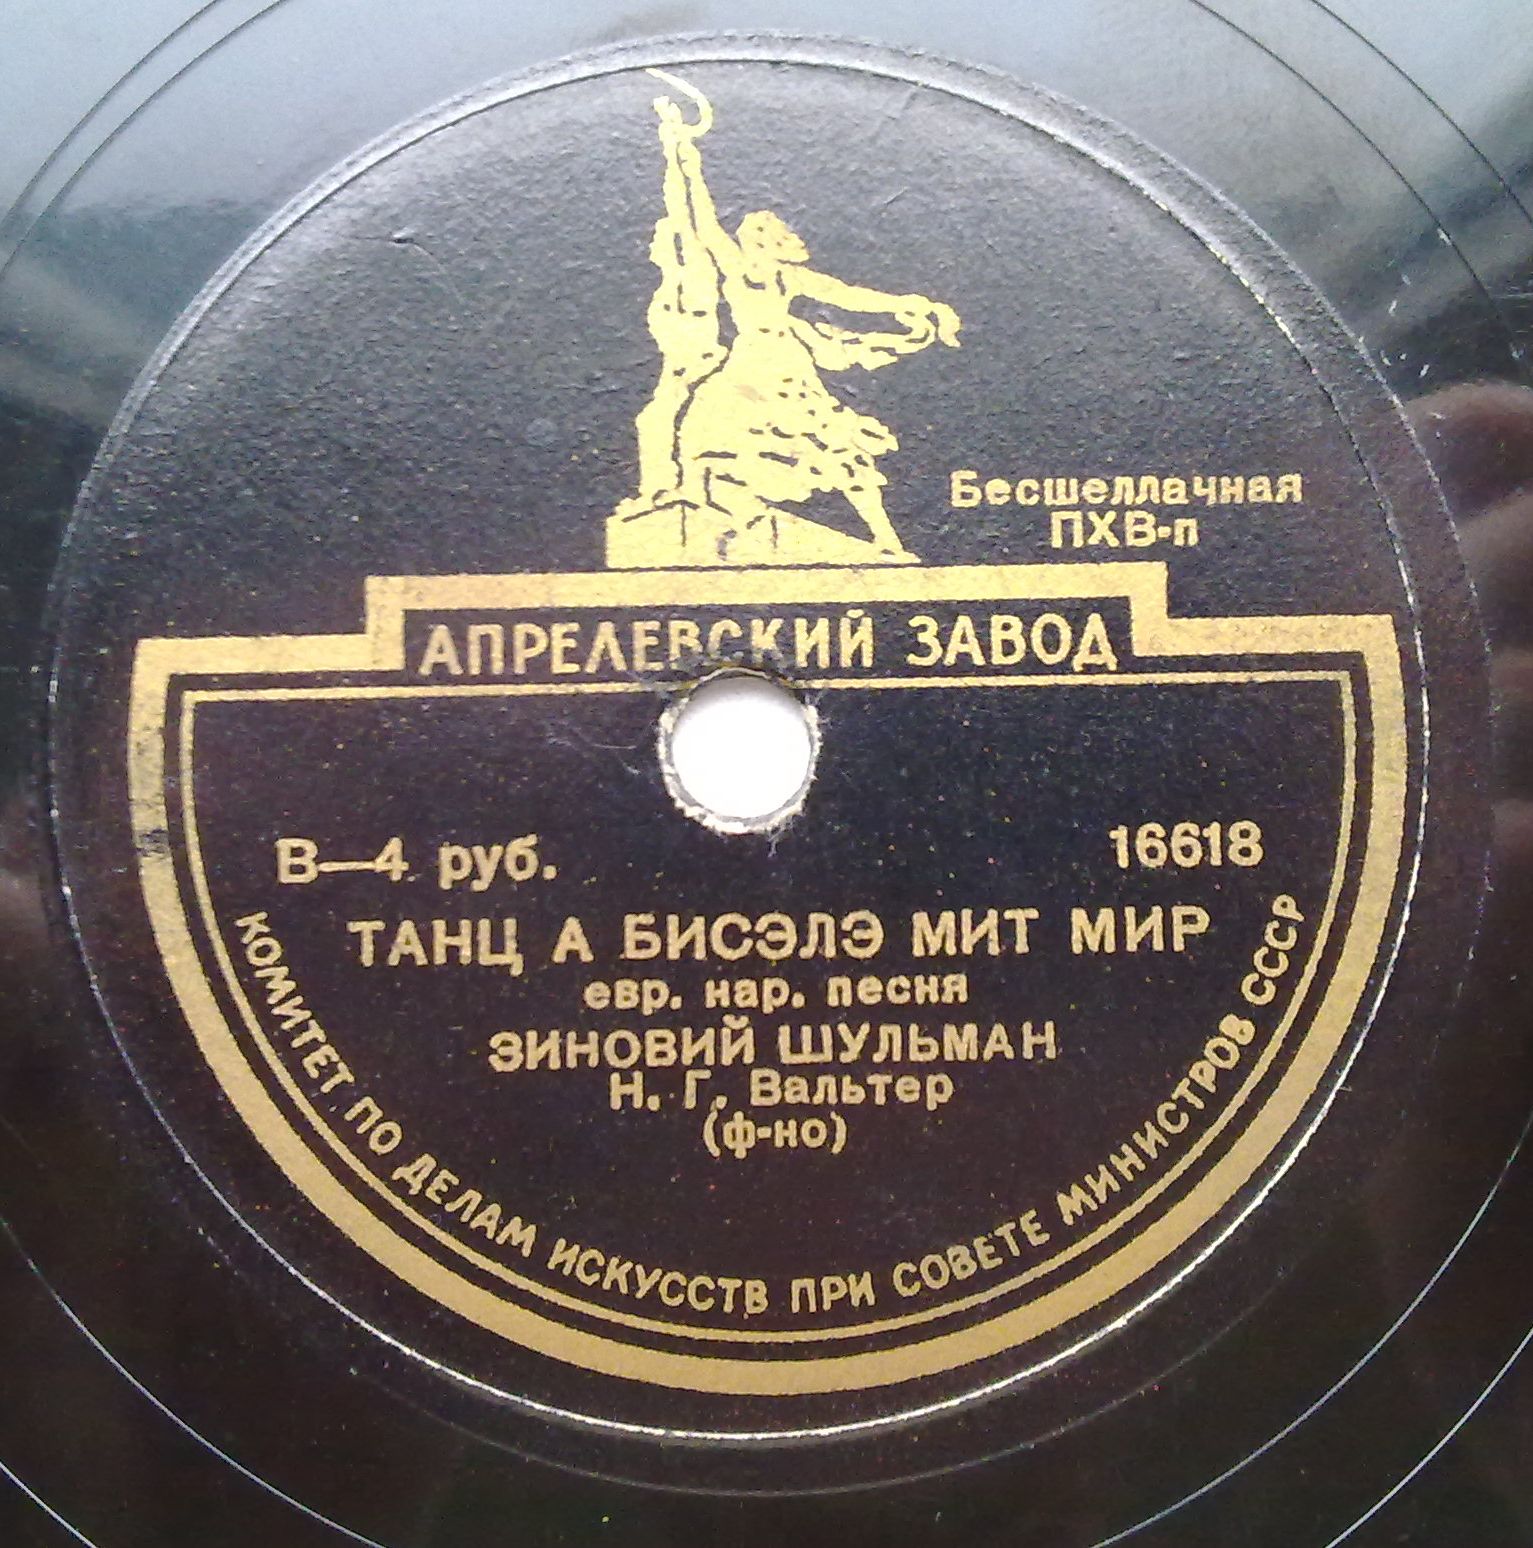 Бесшеллачная
ПХВ-п
АПРЕЛЕВСКИЙ ЗАВОД
В—4 руб.
16618
ТАНЦ А БИСЭЛЭ МИТ МИР
евр. нар. песня
ЗИНОВИЙ ШУЛЬМАН
Н. Г. Вальтер
(ф-но)
КОМИТЕТ ПО ДЕЛАМ ИСКУССТВ ПРИ СОВЕТЕ МИНИСТРОВ СССР